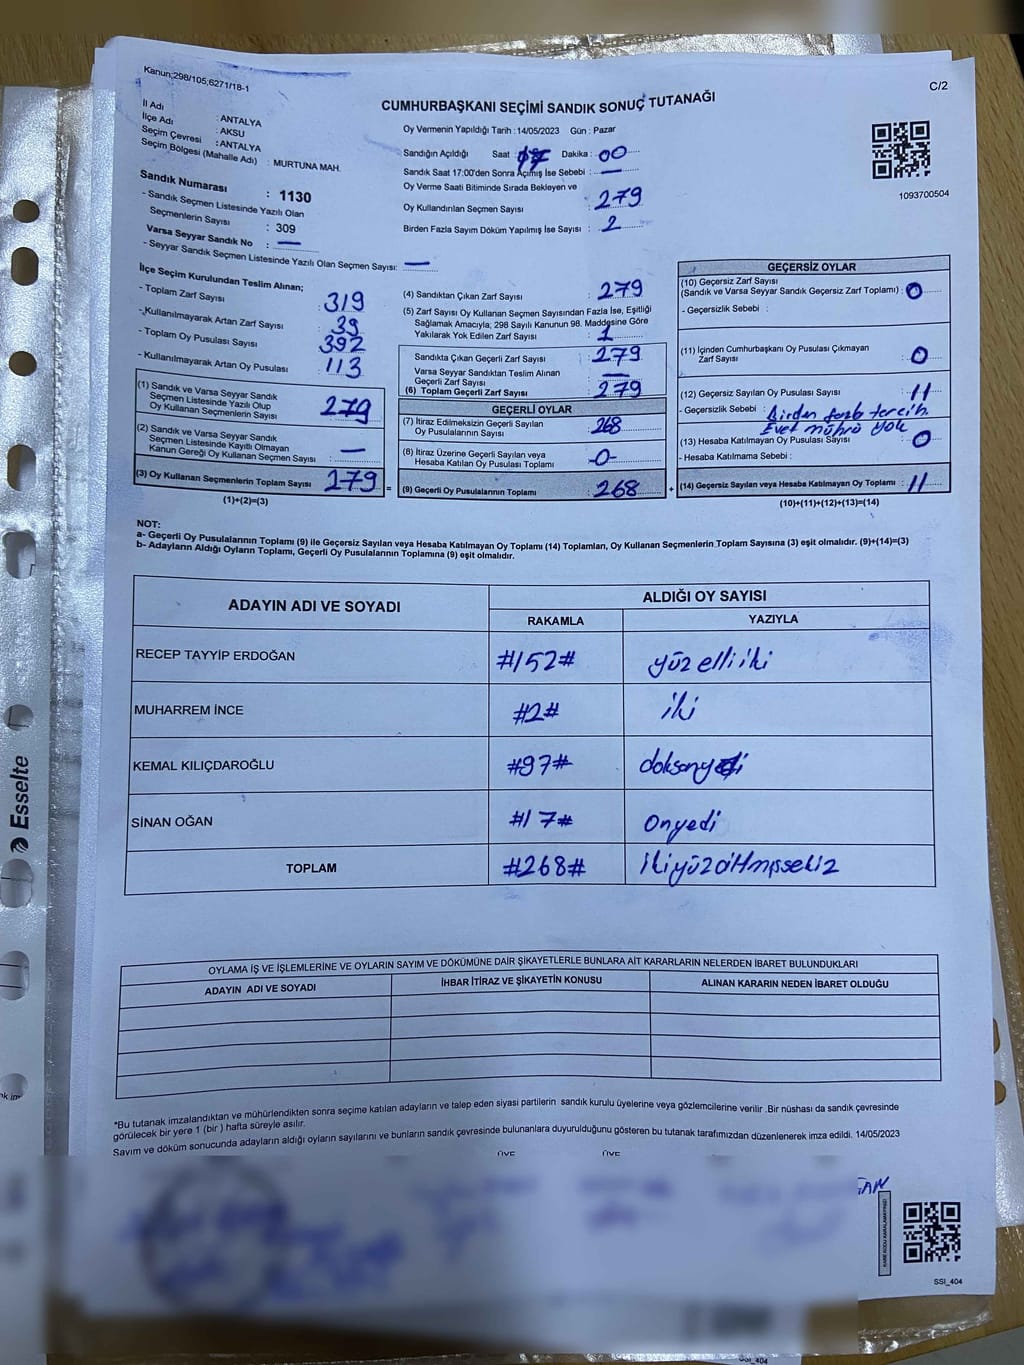 Kanun;298/105;6271/18-1
C/2
CUMHURBAŞKANI SEÇİMİ SANDIK SONUÇ TUTANAĞI
İl Adı : ANTALYA
İlçe Adı : AKSU
Seçim Çevresi : ANTALYA
Seçim Bölgesi (Mahalle Adı) : MURTUNA MAH.
Sandık Numarası : 1130
- Sandık Seçmen Listesinde Yazılı Olan
Seçmenlerin Sayısı : 309
Varsa Seyyar Sandık No : —
- Seyyar Sandık Seçmen Listesinde Yazılı Olan Seçmen Sayısı: —
Oy Vermenin Yapıldığı Tarih : 14/05/2023 Gün : Pazar
Sandığın Açıldığı Saat : 17 Dakika : 00
Sandık Saat 17:00'den Sonra Açılmış İse Sebebi : —
Oy Verme Saati Bitiminde Sırada Bekleyen ve
Oy Kullandırılan Seçmen Sayısı : 279
Birden Fazla Sayım Döküm Yapılmış İse Sayısı : 2
1093700504
İlçe Seçim Kurulundan Teslim Alınan;
- Toplam Zarf Sayısı : 319
- Kullanılmayarak Artan Zarf Sayısı : 39
- Toplam Oy Pusulası Sayısı : 392
- Kullanılmayarak Artan Oy Pusulası : 113
(1) Sandık ve Varsa Seyyar Sandık
Seçmen Listesinde Yazılı Olup
Oy Kullanan Seçmenlerin Sayısı : 279
(2) Sandık ve Varsa Seyyar Sandık
Seçmen Listesinde Kayıtlı Olmayan
Kanun Gereği Oy Kullanan Seçmen Sayısı : —
(3) Oy Kullanan Seçmenlerin Toplam Sayısı : 279 =
(1)+(2)=(3)
(4) Sandıktan Çıkan Zarf Sayısı : 279
(5) Zarf Sayısı Oy Kullanan Seçmen Sayısından Fazla İse, Eşitliği
Sağlamak Amacıyla; 298 Sayılı Kanunun 98. Maddesine Göre
Yakılarak Yok Edilen Zarf Sayısı : 1
Sandıkta Çıkan Geçerli Zarf Sayısı : 279
Varsa Seyyar Sandıktan Teslim Alınan
Geçerli Zarf Sayısı : —
(6) Toplam Geçerli Zarf Sayısı : 279
GEÇERLİ OYLAR
(7) İtiraz Edilmeksizin Geçerli Sayılan
Oy Pusulalarının Sayısı : 268
(8) İtiraz Üzerine Geçerli Sayılan veya
Hesaba Katılan Oy Pusulası Toplamı : -0-
(9) Geçerli Oy Pusulalarının Toplamı : 268 +
GEÇERSİZ OYLAR
(10) Geçersiz Zarf Sayısı
(Sandık ve Varsa Seyyar Sandık Geçersiz Zarf Toplamı) : 0
- Geçersizlik Sebebi :
(11) İçinden Cumhurbaşkanı Oy Pusulası Çıkmayan
Zarf Sayısı : 0
(12) Geçersiz Sayılan Oy Pusulası Sayısı : 11
- Geçersizlik Sebebi : Birden fazla tercih.
Evet mührü yok
(13) Hesaba Katılmayan Oy Pusulası Sayısı : 0
- Hesaba Katılmama Sebebi :
(14) Geçersiz Sayılan veya Hesaba Katılmayan Oy Toplamı : 11
(10)+(11)+(12)+(13)=(14)
NOT:
a- Geçerli Oy Pusulalarının Toplamı (9) ile Geçersiz Sayılan veya Hesaba Katılmayan Oy Toplamı (14) Toplamları, Oy Kullanan Seçmenlerin Toplam Sayısına (3) eşit olmalıdır. (9)+(14)=(3)
b- Adayların Aldığı Oyların Toplamı, Geçerli Oy Pusulalarının Toplamına (9) eşit olmalıdır.
ADAYIN ADI VE SOYADI ALDIĞI OY SAYISI
RAKAMLA YAZIYLA
RECEP TAYYİP ERDOĞAN #152# yüzelliiki
MUHARREM İNCE #2# iki
KEMAL KILIÇDAROĞLU #97# doksanyedi
SİNAN OĞAN #17# Onyedi
TOPLAM #268# ikiyüzaltmışsekiz
OYLAMA İŞ VE İŞLEMLERİNE VE OYLARIN SAYIM VE DÖKÜMÜNE DAİR ŞİKAYETLERLE BUNLARA AİT KARARLARIN NELERDEN İBARET BULUNDUKLARI
ADAYIN ADI VE SOYADI İHBAR İTİRAZ VE ŞİKAYETİN KONUSU ALINAN KARARIN NEDEN İBARET OLDUĞU
*Bu tutanak imzalandıktan ve mühürlendikten sonra seçime katılan adayların ve talep eden siyasi partilerin sandık kurulu üyelerine veya gözlemcilerine verilir .Bir nüshası da sandık çevresinde
görülecek bir yere 1 (bir ) hafta süreyle asılır.
Sayım ve döküm sonucunda adayların aldığı oyların sayılarını ve bunların sandık çevresinde bulunanlara duyurulduğunu gösteren bu tutanak tarafımızdan düzenlenerek imza edildi. 14/05/2023
ÜYE ÜYE
KARE KODU KARALAMAYINIZ!
SSI_404
SSI_404
Esselte